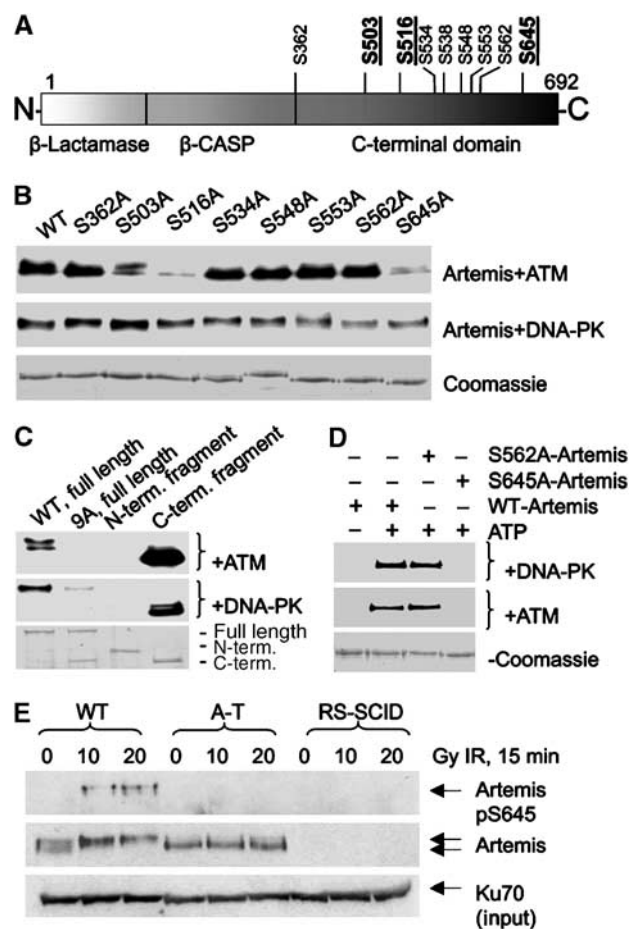 A
S362
S503
S516
S534
S538
S548
S553
S562
S645
1
692
N
C
β-Lactamase
β-CASP
C-terminal domain
B
WT
S362A
S503A
S516A
S534A
S548A
S553A
S562A
S645A
Artemis+ATM
Artemis+DNA-PK
Coomassie
C
WT, full length
9A, full length
N-term. fragment
C-term. fragment
+ATM
+DNA-PK
- Full length
- N-term.
- C-term.
D
– – + – S562A-Artemis
– – – + S645A-Artemis
+ + – – WT-Artemis
– + + + ATP
+DNA-PK
+ATM
-Coomassie
E
WT A-T RS-SCID
0 10 20 0 10 20 0 10 20 Gy IR, 15 min
Artemis
pS645
Artemis
Ku70
(input)